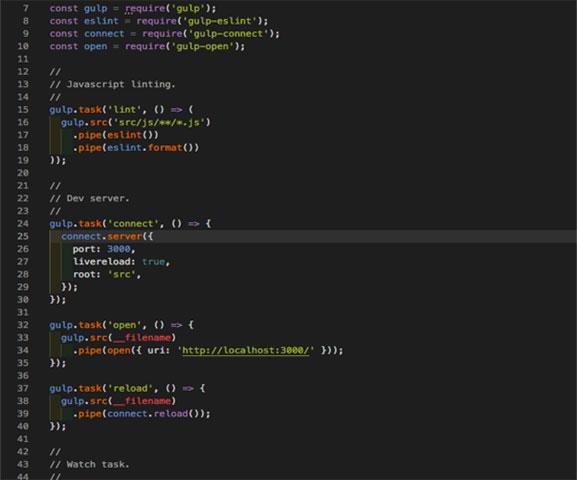 7 const gulp = require('gulp');
8 const eslint = require('gulp-eslint');
9 const connect = require('gulp-connect');
10 const open = require('gulp-open');
11
12 //
13 // Javascript linting.
14 //
15 gulp.task('lint', () => (
16   gulp.src('src/js/**/*.js')
17     .pipe(eslint())
18     .pipe(eslint.format())
19 ));
20
21 //
22 // Dev server.
23 //
24 gulp.task('connect', () => {
25   connect.server({
26     port: 3000,
27     livereload: true,
28     root: 'src',
29   });
30 });
31
32 gulp.task('open', () => {
33   gulp.src(__filename)
34     .pipe(open({ uri: 'http://localhost:3000/' }));
35 });
36
37 gulp.task('reload', () => {
38   gulp.src(__filename)
39     .pipe(connect.reload());
40 });
41
42 //
43 // Watch task.
44 //